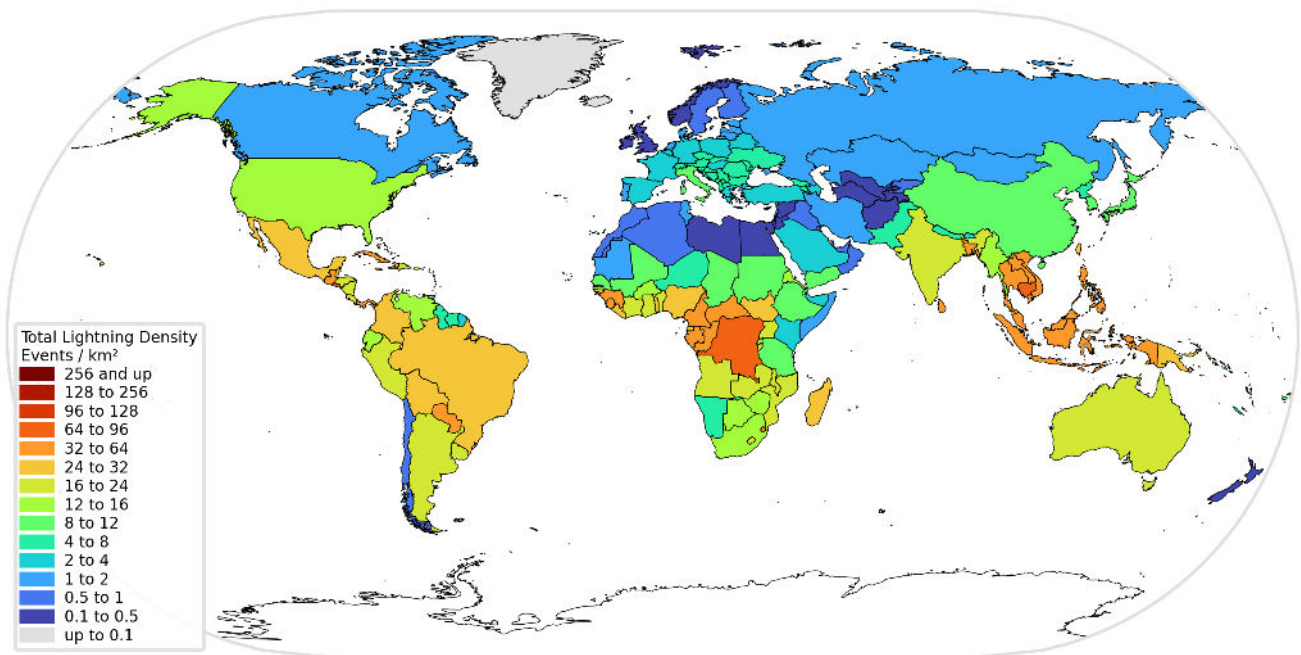 Total Lightning Density
Events / km²
256 and up
128 to 256
96 to 128
64 to 96
32 to 64
24 to 32
16 to 24
12 to 16
8 to 12
4 to 8
2 to 4
1 to 2
0.5 to 1
0.1 to 0.5
up to 0.1